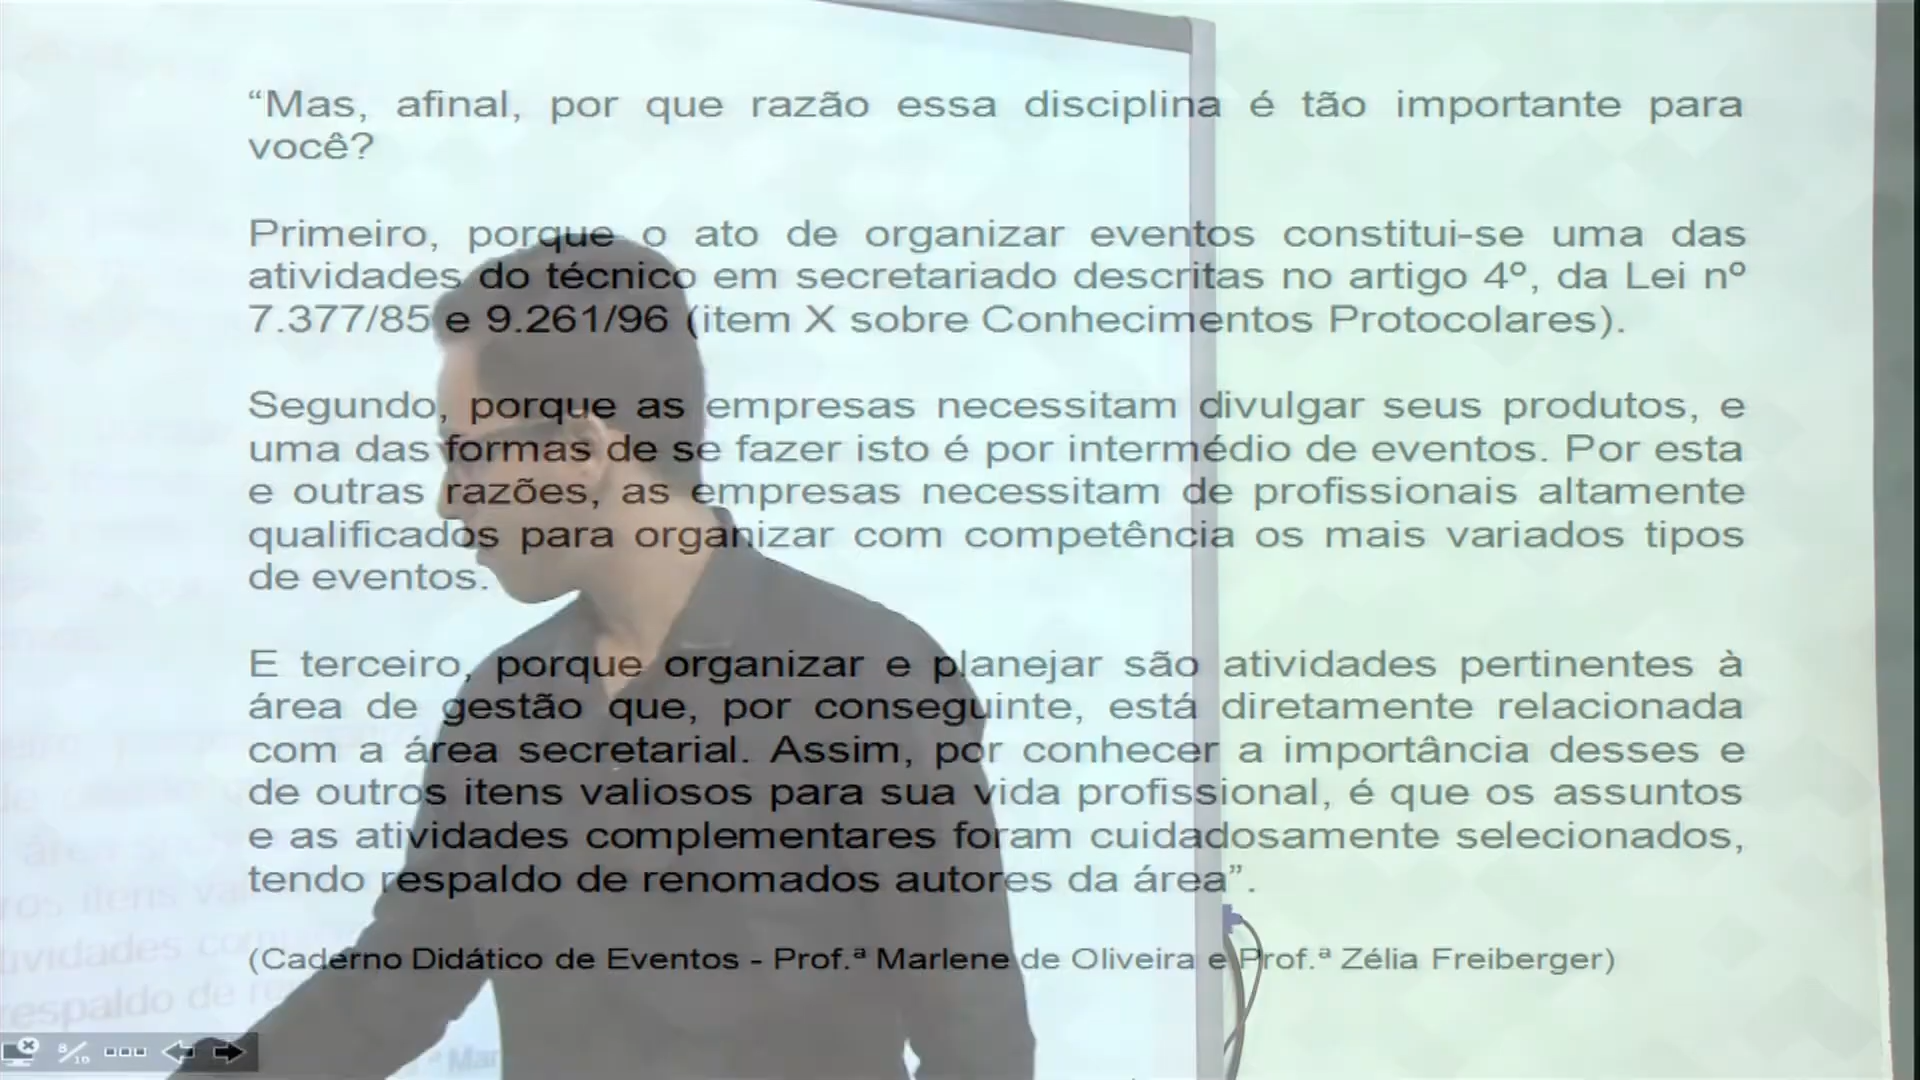 “Mas, afinal, por que razão essa disciplina é tão importante para
você?
Primeiro, porque o ato de organizar eventos constitui-se uma das
atividades do técnico em secretariado descritas no artigo 4º, da Lei nº
7.377/85 e 9.261/96 (item X sobre Conhecimentos Protocolares).
Segundo, porque as empresas necessitam divulgar seus produtos, e
uma das formas de se fazer isto é por intermédio de eventos. Por esta
e outras razões, as empresas necessitam de profissionais altamente
qualificados para organizar com competência os mais variados tipos
de eventos.
E terceiro, porque organizar e planejar são atividades pertinentes à
área de gestão que, por conseguinte, está diretamente relacionada
com a área secretarial. Assim, por conhecer a importância desses e
de outros itens valiosos para sua vida profissional, é que os assuntos
e as atividades complementares foram cuidadosamente selecionados,
tendo respaldo de renomados autores da área”.
(Caderno Didático de Eventos - Prof.ª Marlene de Oliveira e Prof.ª Zélia Freiberger)
tividades
respaldo de
8/10